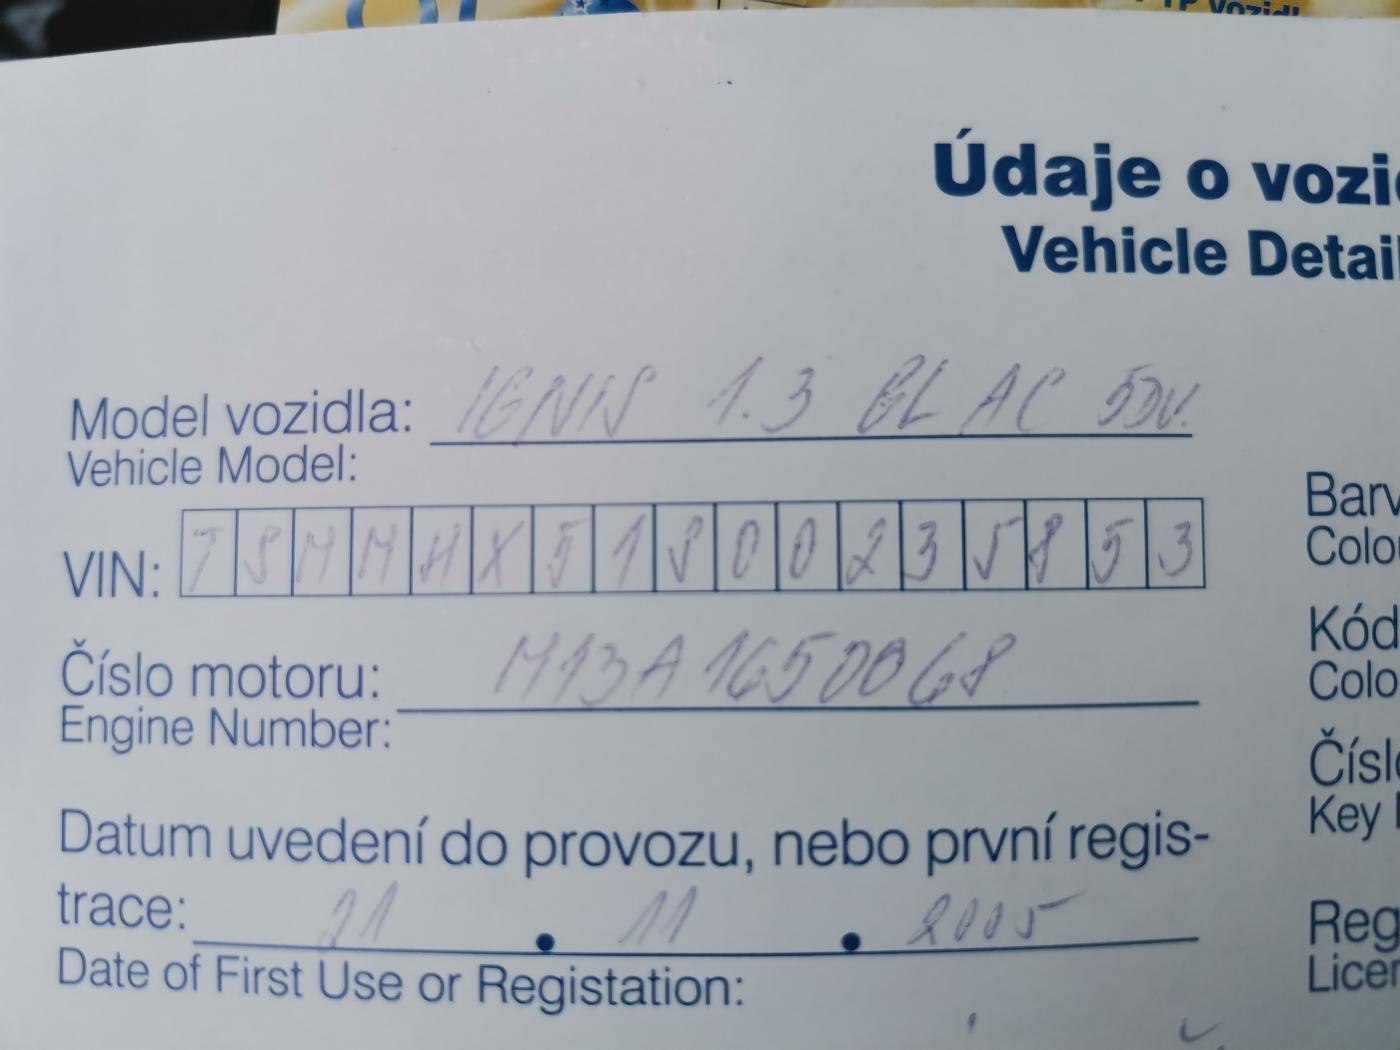 TP Vozidl
Údaje o vozi
Vehicle Detai
Model vozidla: IGNIS 1.3 GL AC 5DV.
Vehicle Model:
VIN: TSMMHX51S00235853
Číslo motoru: M13A1650068
Engine Number:
Datum uvedení do provozu, nebo první regis-
trace: 21 . 11 . 2005
Date of First Use or Registation:
Barv
Colo
Kód
Colo
Čísl
Key
Reg
Licen